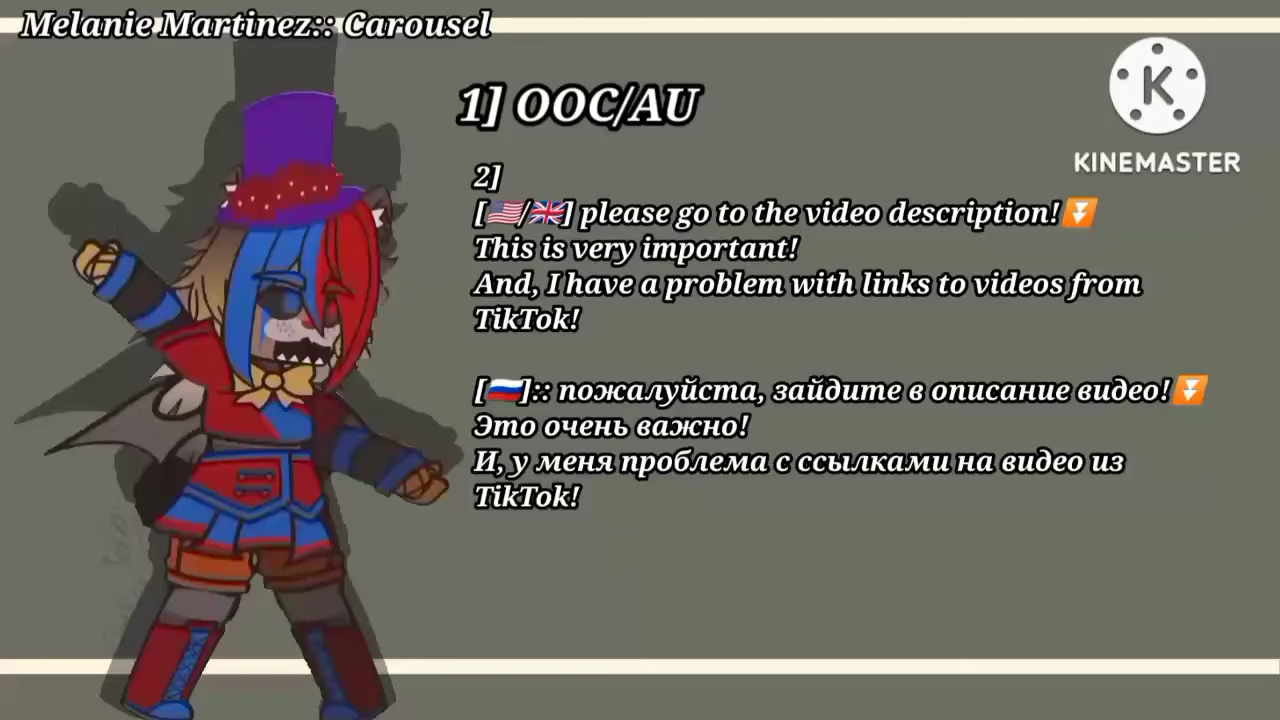 Melanie Martinez:: Carousel
1] OOC/AU
K
KINEMASTER
2]
[🇺🇸/🇬🇧] please go to the video description!⏬
This is very important!
And, I have a problem with links to videos from
TikTok!
[🇷🇺]:: пожалуйста, зайдите в описание видео!⏬
Это очень важно!
И, у меня проблема с ссылками на видео из
TikTok!